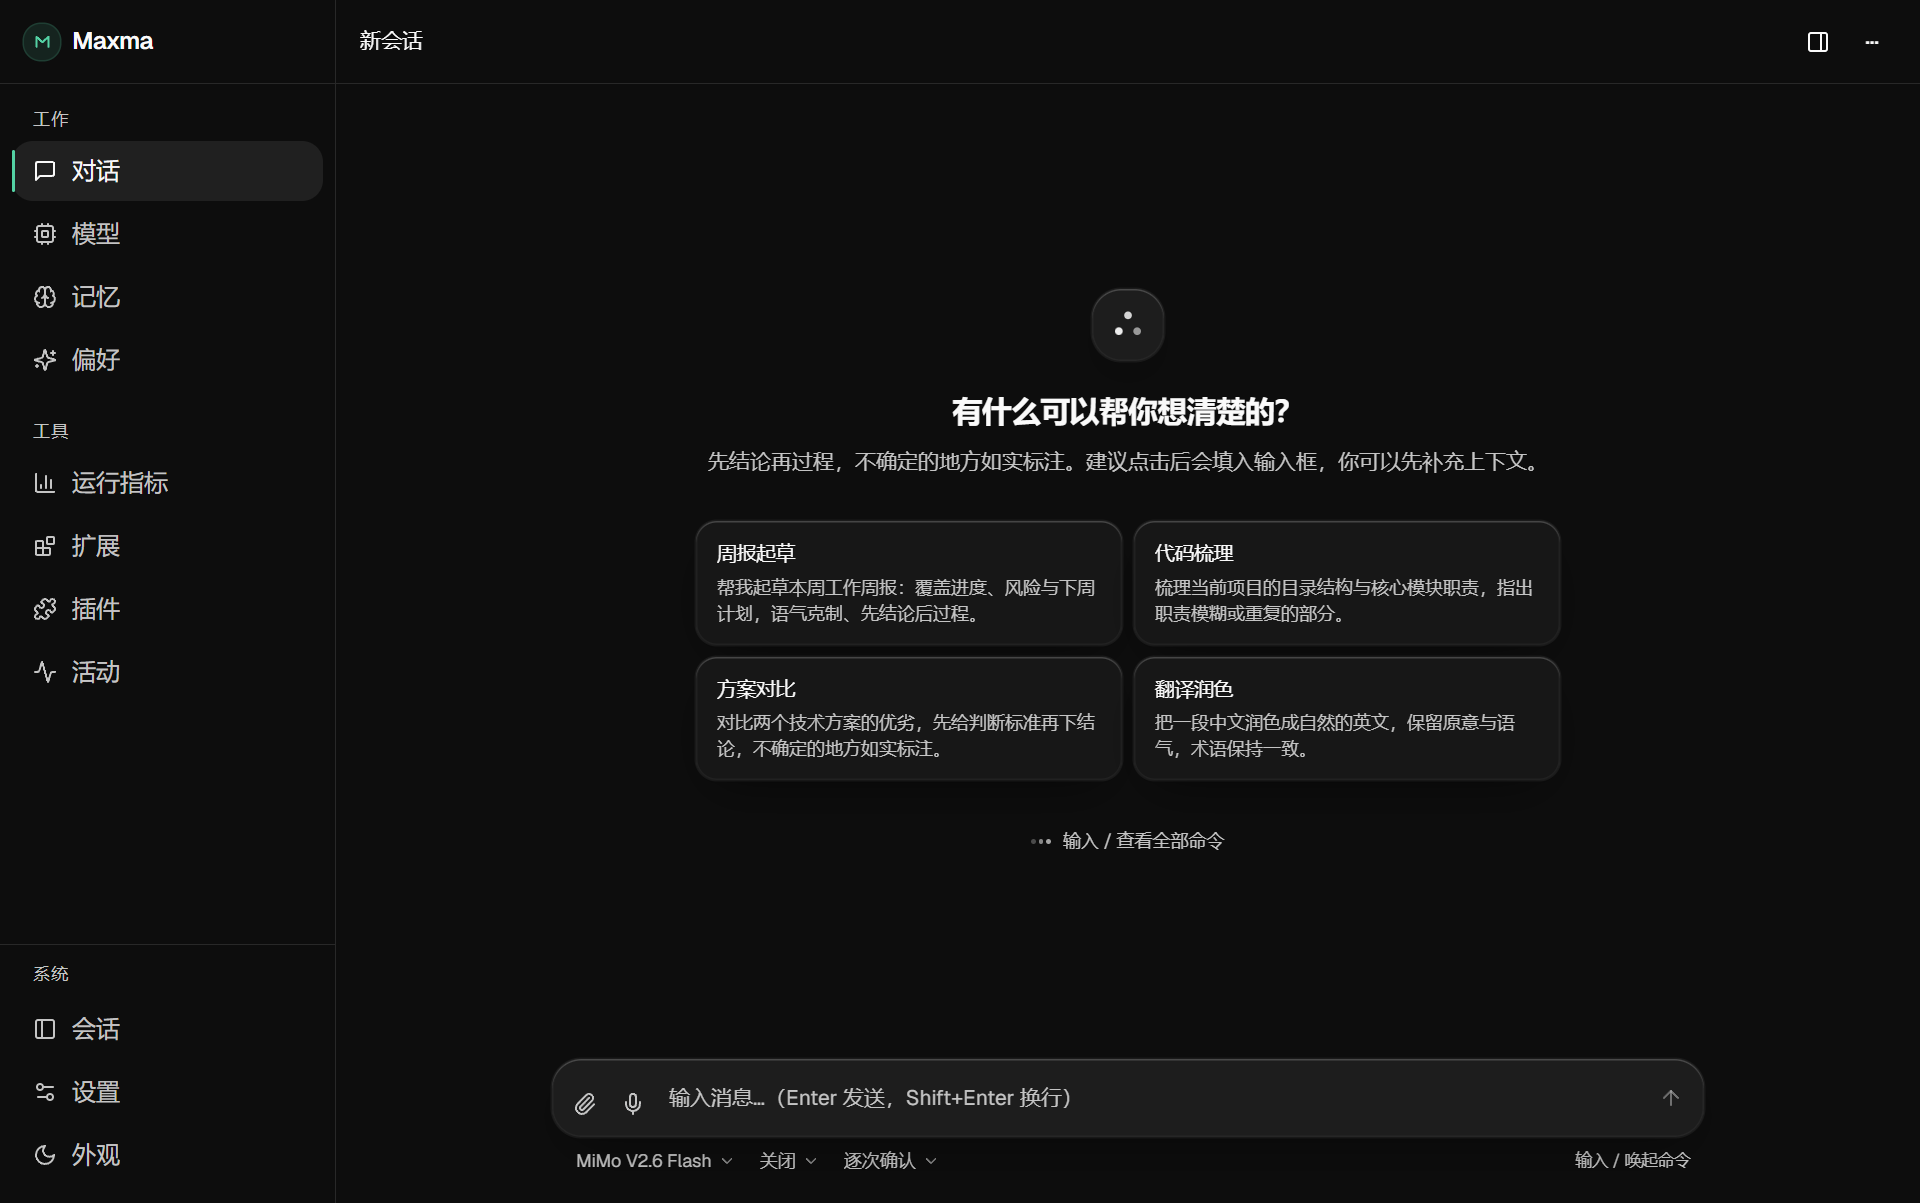 Maxma
新会话
工作
对话
模型
记忆
偏好
工具
运行指标
扩展
插件
活动
系统
会话
设置
外观
有什么可以帮你想清楚的？
先结论再过程，不确定的地方如实标注。建议点击后会填入输入框，你可以先补充上下文。
周报起草
帮我起草本周工作周报：覆盖进度、风险与下周
计划，语气克制、先结论后过程。
代码梳理
梳理当前项目的目录结构与核心模块职责，指出
职责模糊或重复的部分。
方案对比
对比两个技术方案的优劣，先给判断标准再下结
论，不确定的地方如实标注。
翻译润色
把一段中文润色成自然的英文，保留原意与语
气，术语保持一致。
输入 / 查看全部命令
输入消息...（Enter 发送，Shift+Enter 换行）
MiMo V2.6 Flash 关闭 逐次确认 输入 / 唤起命令